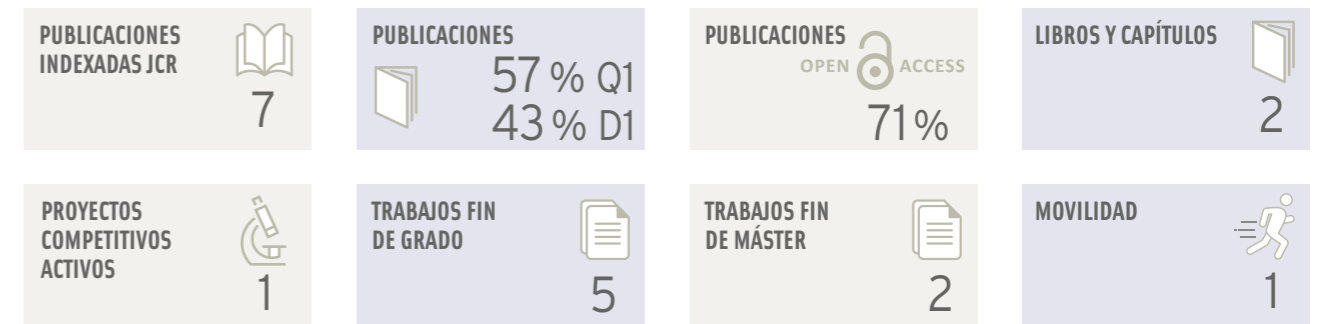 PUBLICACIONES
INDEXADAS JCR
7
PUBLICACIONES
57 % Q1
43 % D1
PUBLICACIONES
OPEN ACCESS
71%
LIBROS Y CAPÍTULOS
2
PROYECTOS
COMPETITIVOS
ACTIVOS
1
TRABAJOS FIN
DE GRADO
5
TRABAJOS FIN
DE MÁSTER
2
MOVILIDAD
1